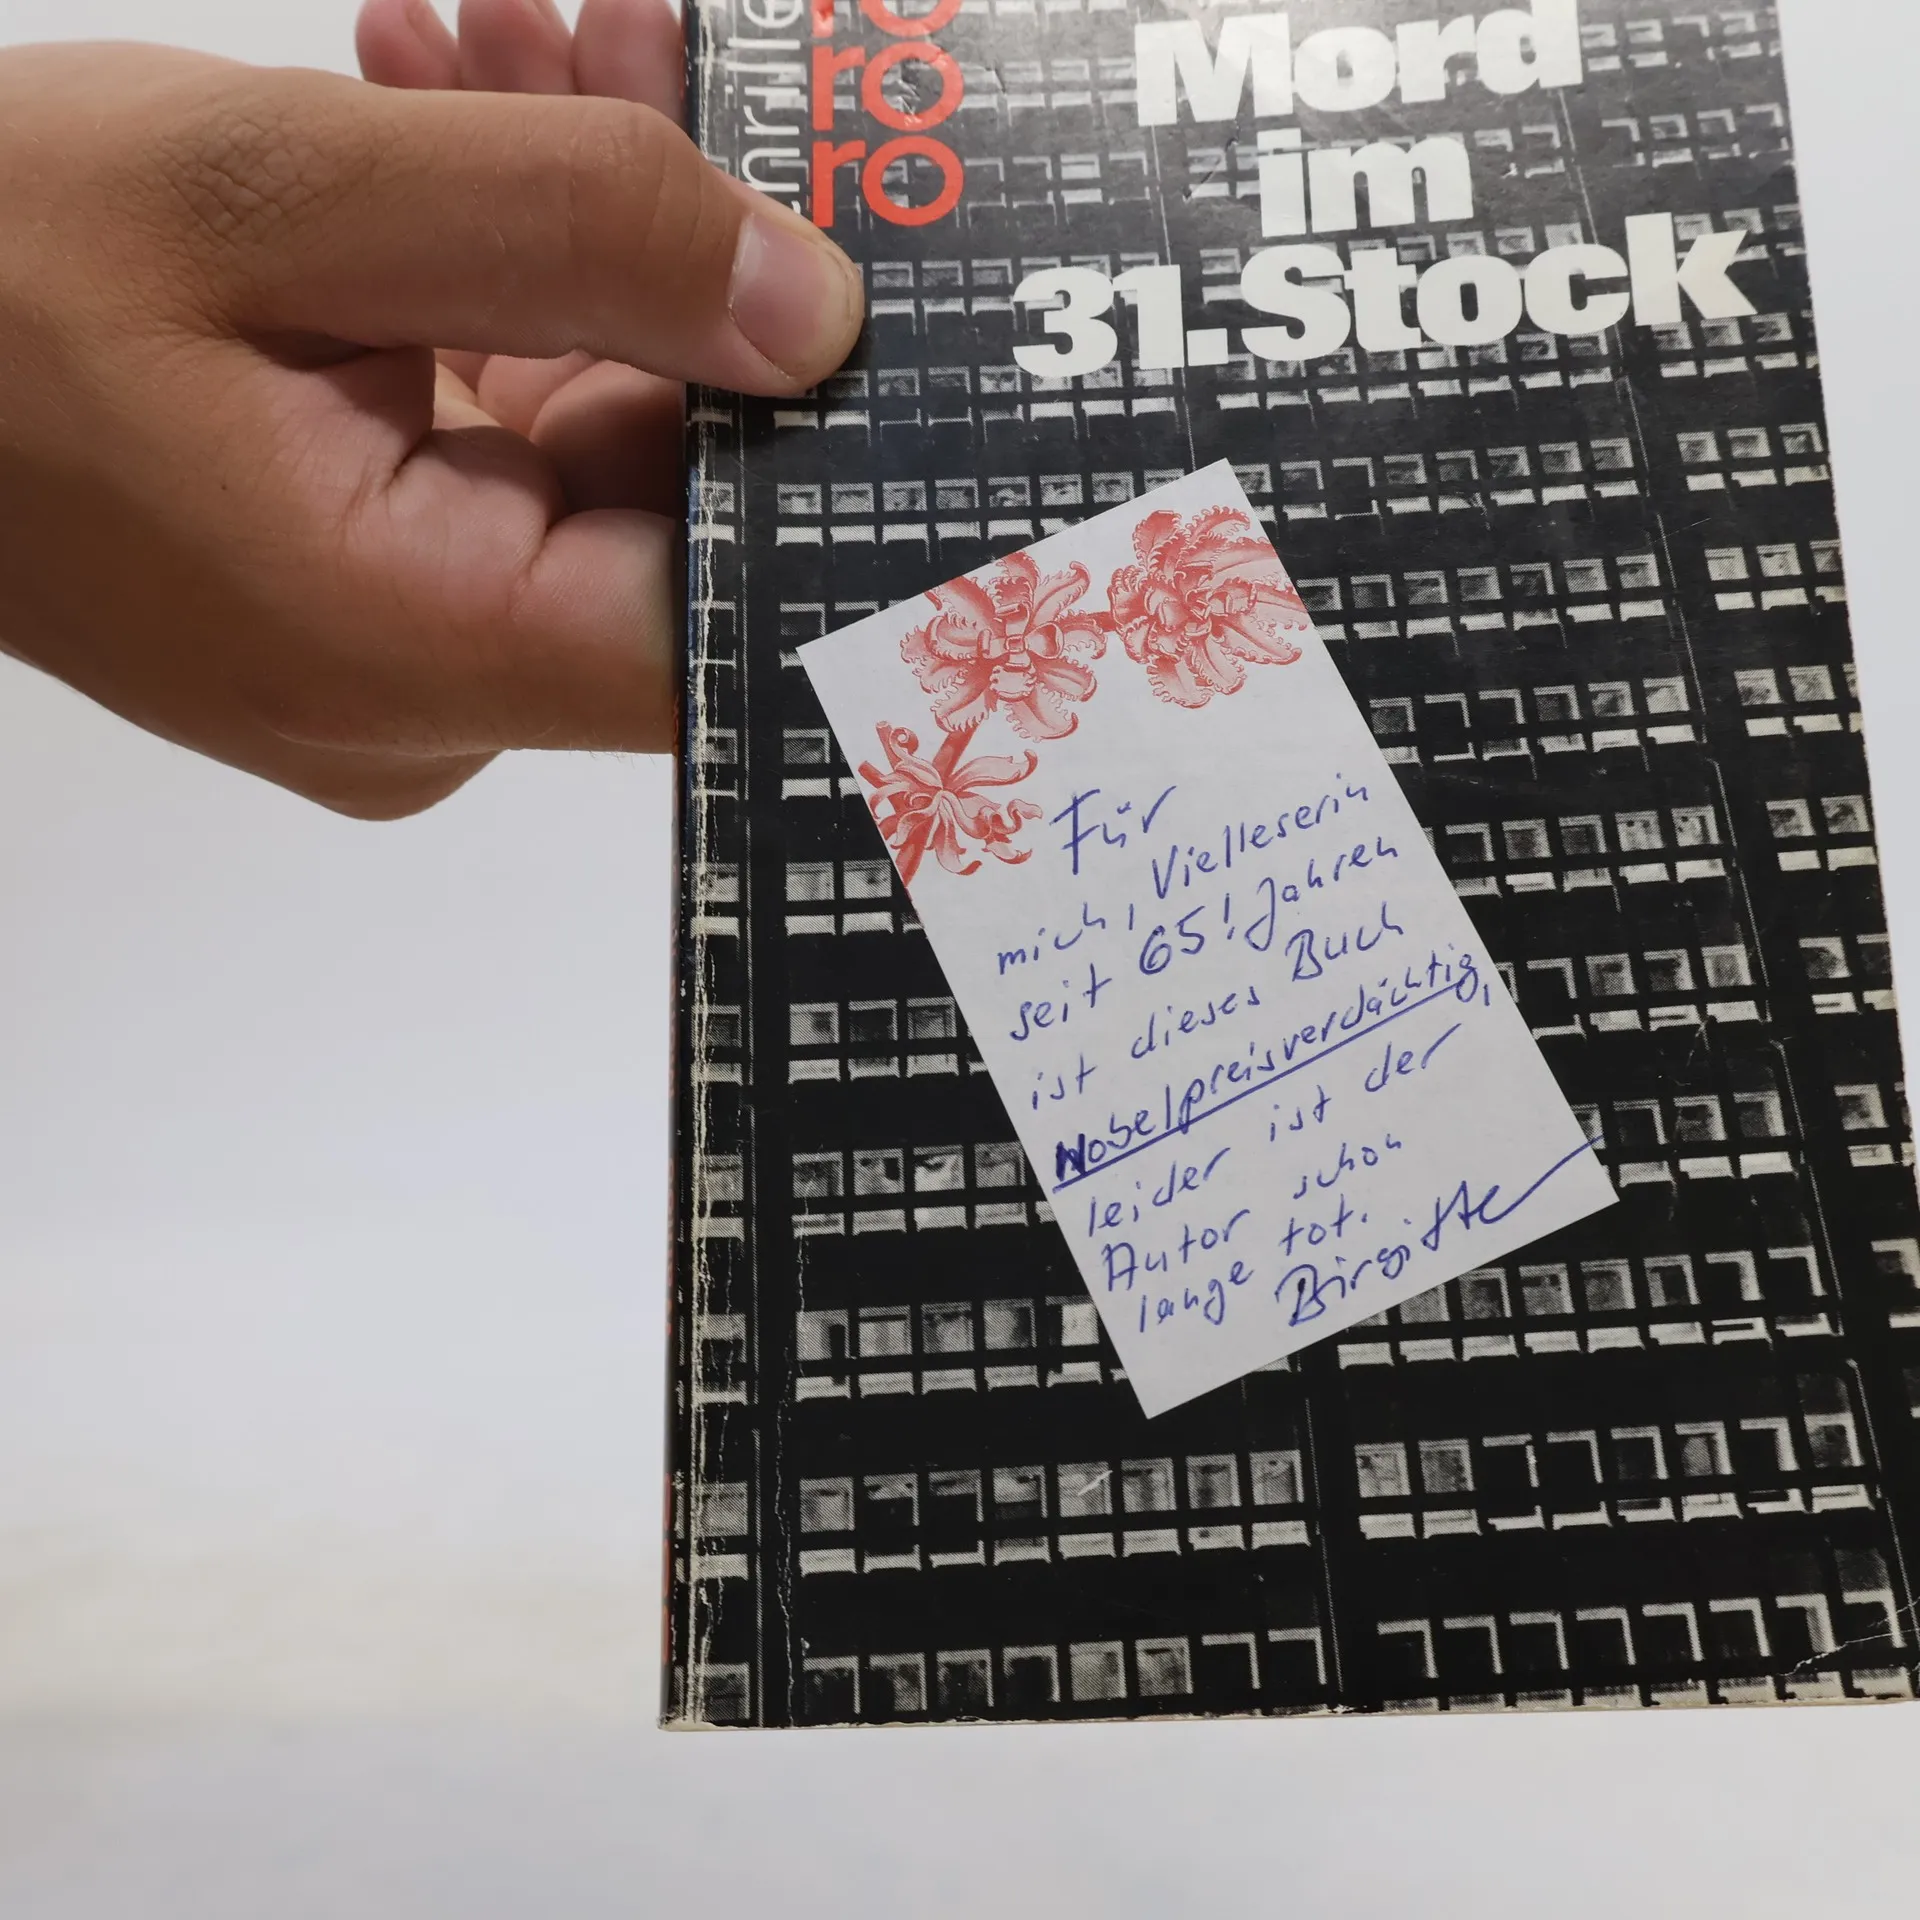 ro
ro
ro
Mord
im
31. Stock
Für
mich, Vielleserin
seit 65! Jahren
ist dieses Buch
Nobelpreisverdächtig,
leider ist der
Autor schon
lange tot.
Birgitte